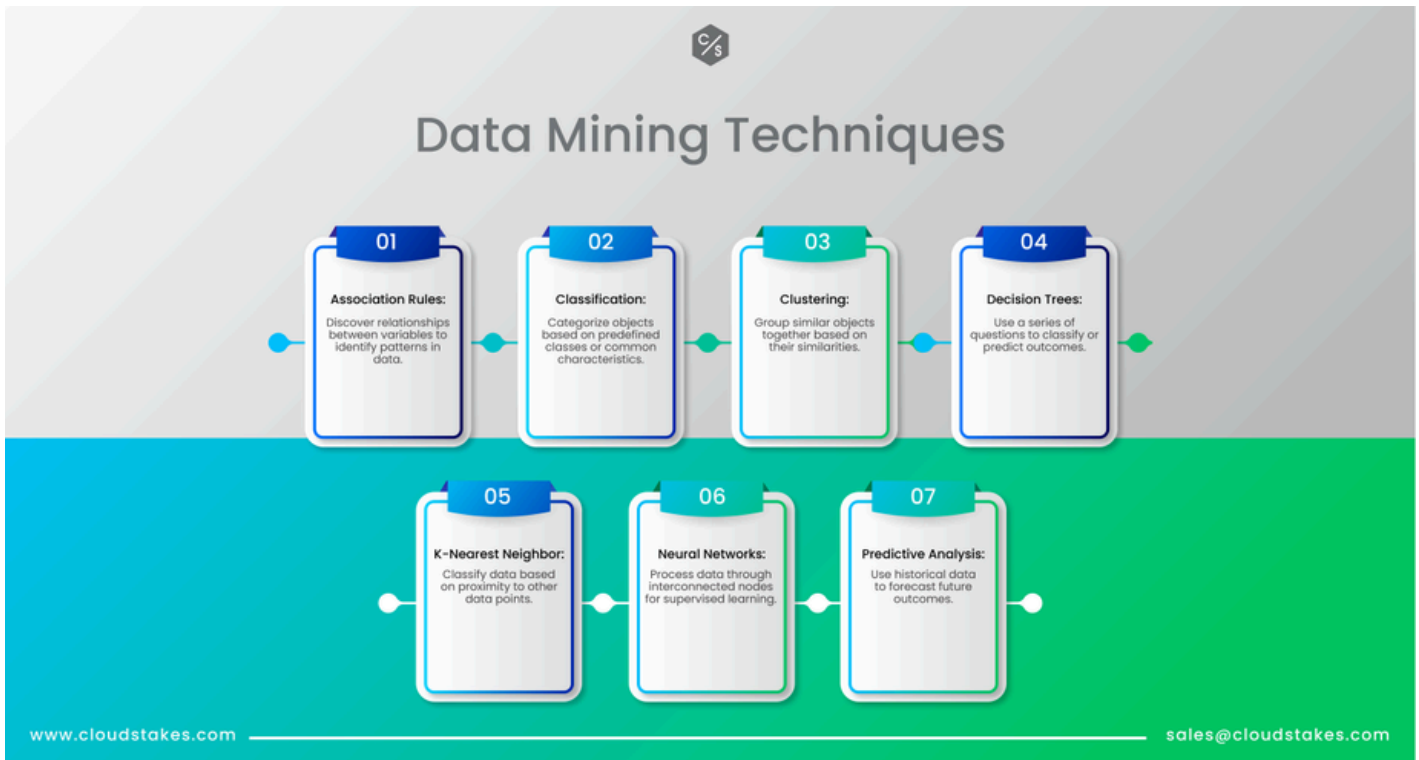 C/S
Data Mining Techniques
01
Association Rules:
Discover relationships
between variables to
identify patterns in
data.
02
Classification:
Categorize objects
based on predefined
classes or common
characteristics.
03
Clustering:
Group similar objects
together based on
their similarities.
04
Decision Trees:
Use a series of
questions to classify or
predict outcomes.
05
K-Nearest Neighbor:
Classify data based
on proximity to other
data points.
06
Neural Networks:
Process data through
interconnected nodes
for supervised learning.
07
Predictive Analysis:
Use historical data
to forecast future
outcomes.
www.cloudstakes.com
sales@cloudstakes.com